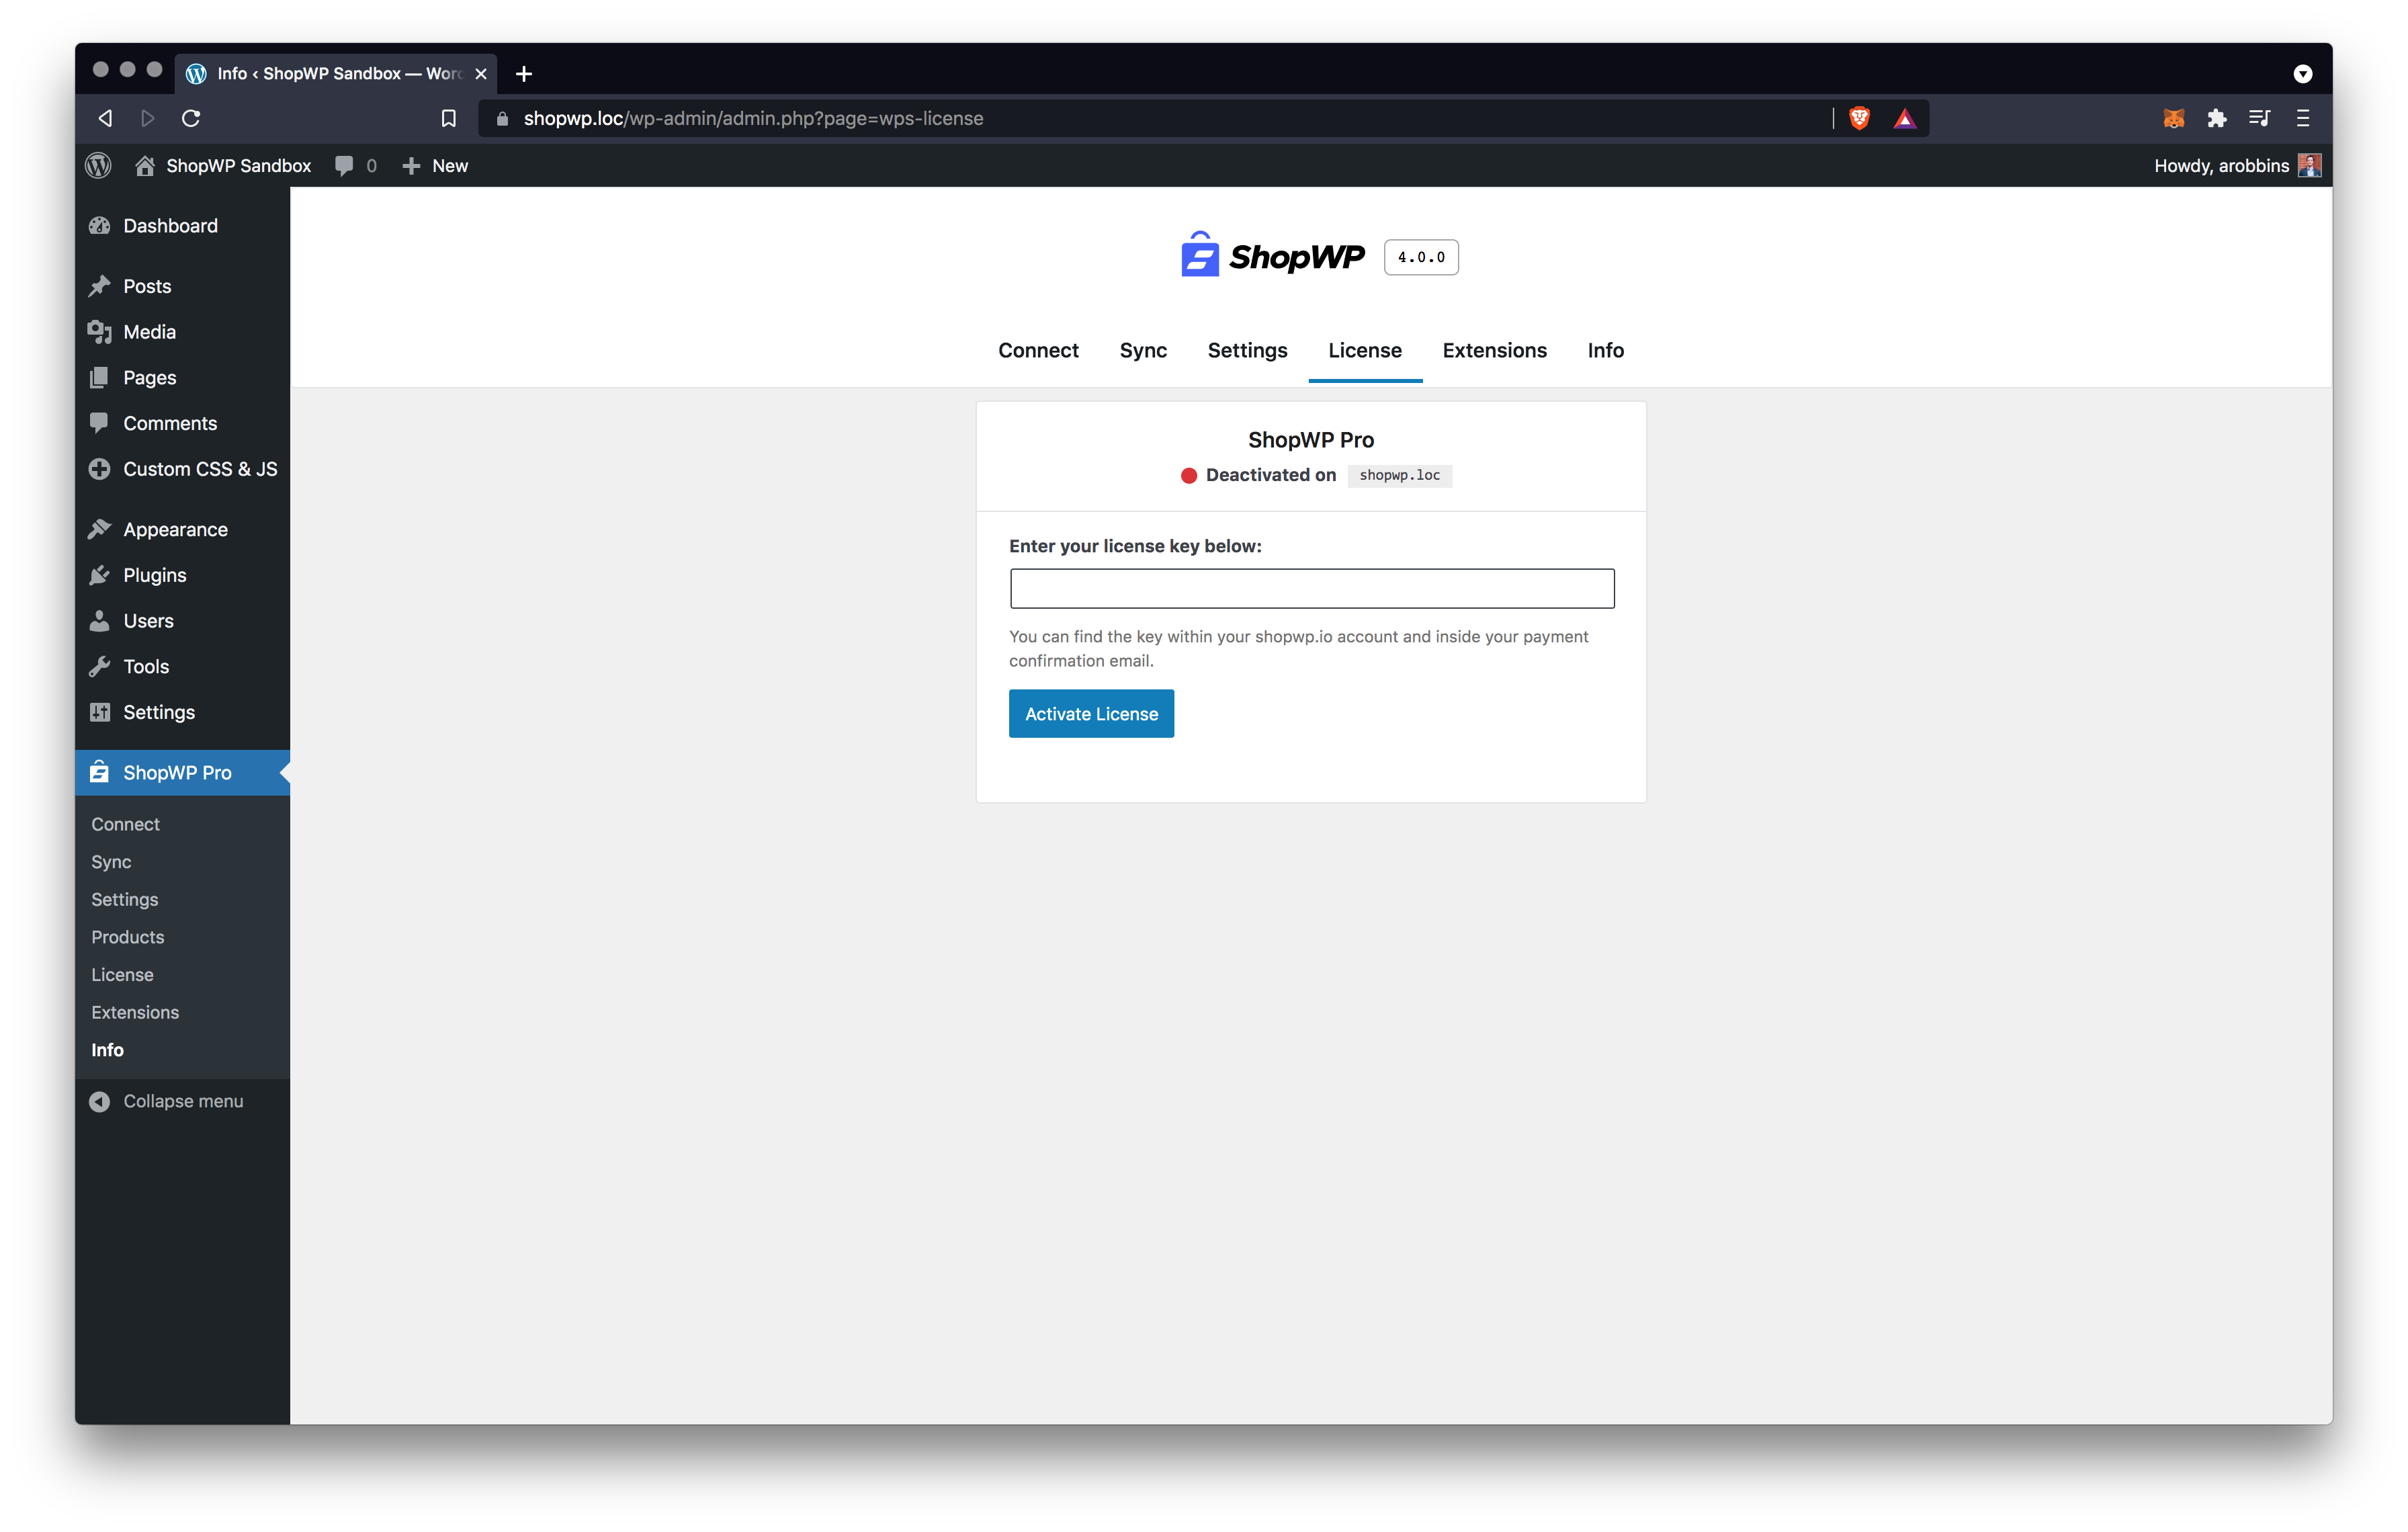 Info ‹ ShopWP Sandbox — Wor
shopwp.loc/wp-admin/admin.php?page=wps-license
ShopWP Sandbox 0 New Howdy, arobbins
Dashboard
Posts
Media
Pages
Comments
Custom CSS & JS
Appearance
Plugins
Users
Tools
Settings
ShopWP Pro
Connect
Sync
Settings
Products
License
Extensions
Info
Collapse menu
ShopWP 4.0.0
Connect Sync Settings License Extensions Info
ShopWP Pro
Deactivated on shopwp.loc
Enter your license key below:
You can find the key within your shopwp.io account and inside your payment
confirmation email.
Activate License